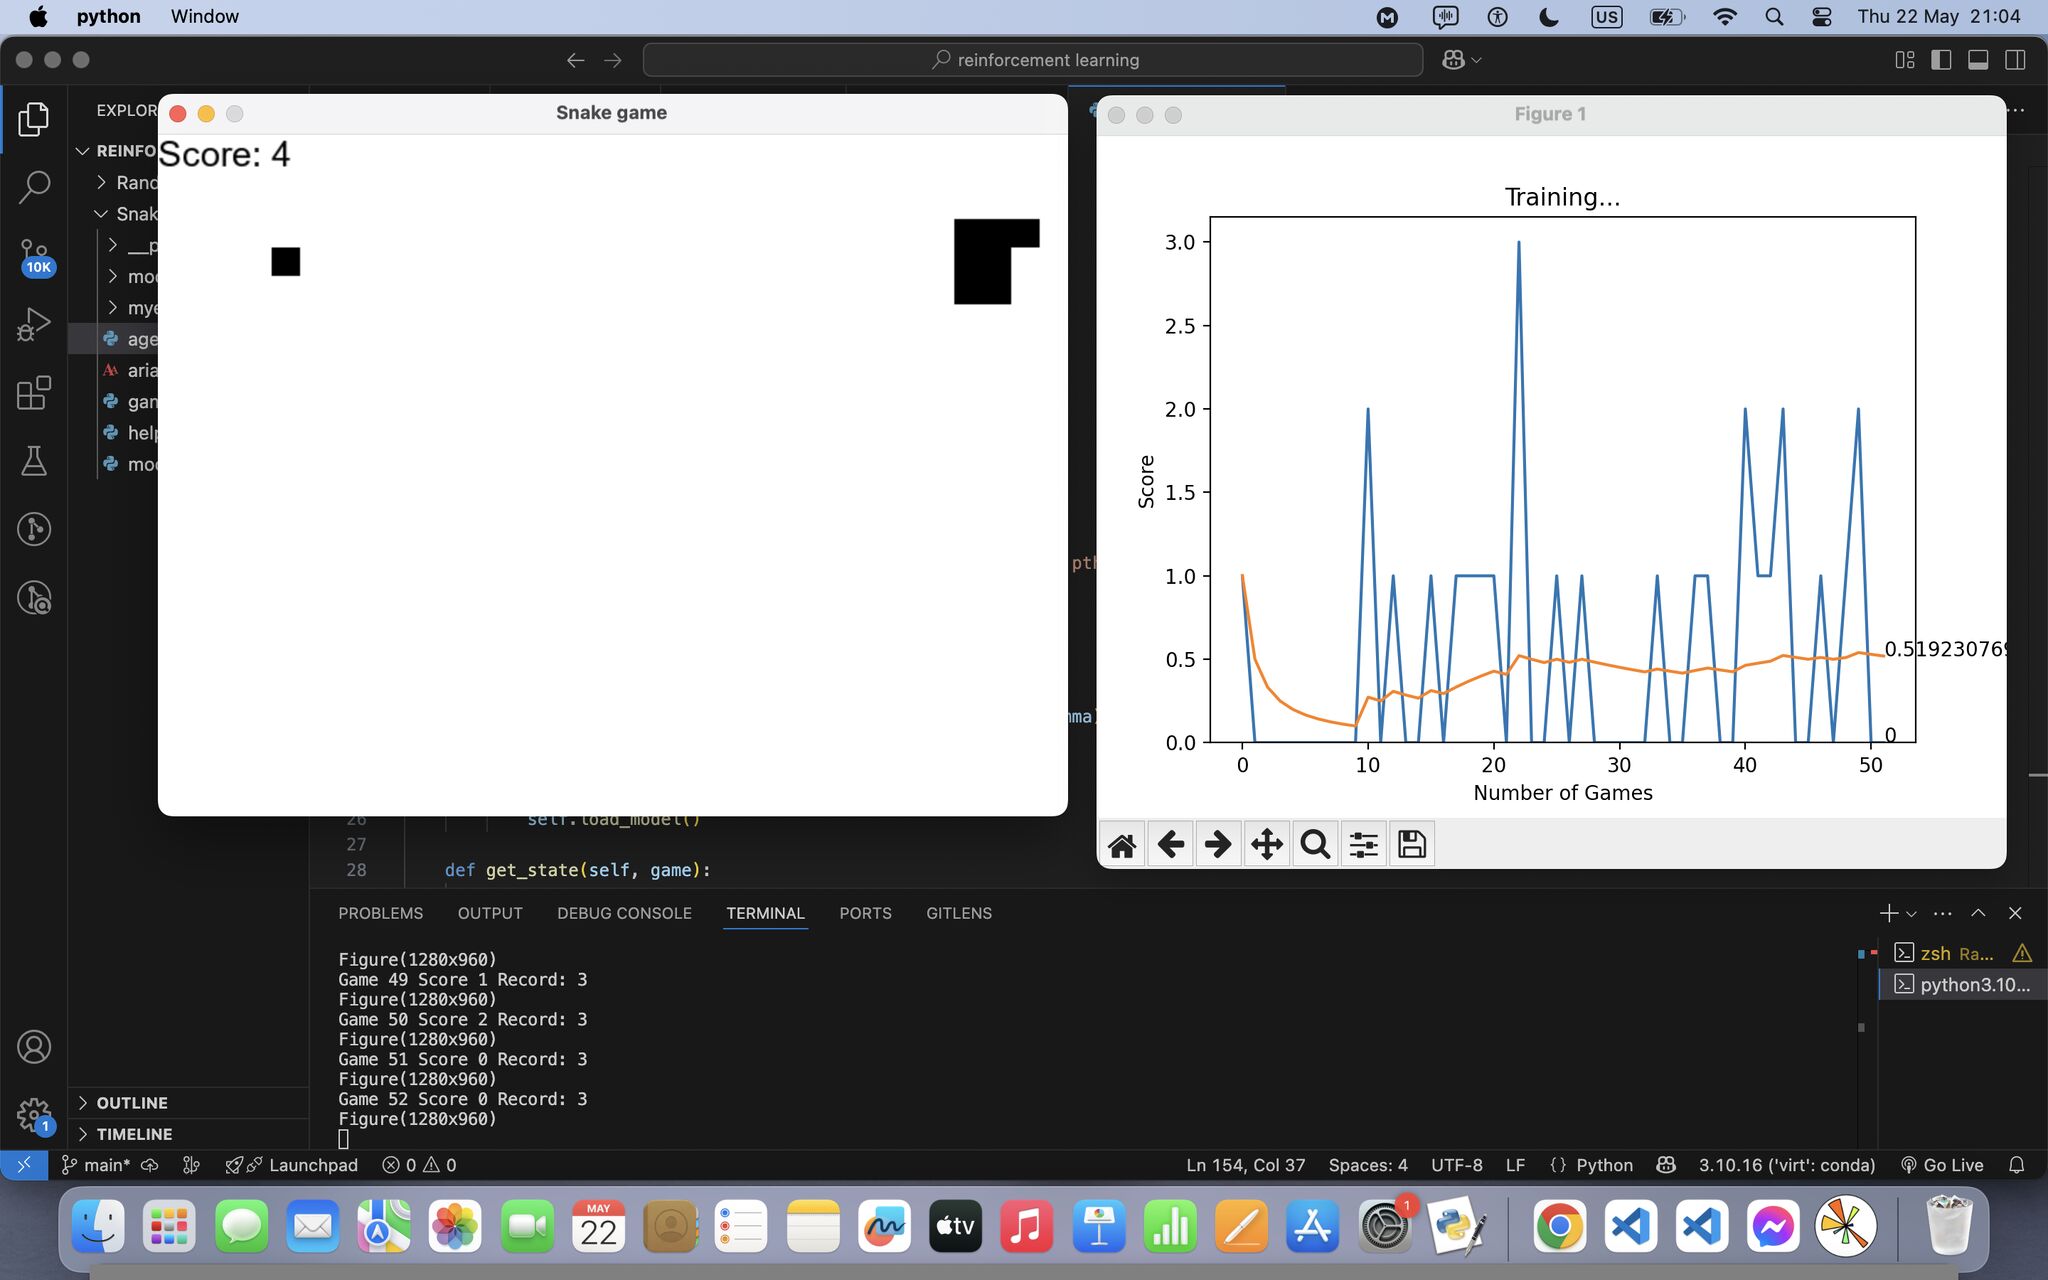 python Window US Thu 22 May 21:04
reinforcement learning
EXPLOR
REINFO
Rand
Snak
__p
mod
mye
age
aria
gam
help
mod
10K
1
Snake game
Score: 4
pth
mma)
Figure 1
Training...
Score
3.0
2.5
2.0
1.5
1.0
0.5
0.0
0.519230769
0
0 10 20 30 40 50
Number of Games
26 self.load_model()
27
28 def get_state(self, game):
PROBLEMS OUTPUT DEBUG CONSOLE TERMINAL PORTS GITLENS
Figure(1280x960)
Game 49 Score 1 Record: 3
Figure(1280x960)
Game 50 Score 2 Record: 3
Figure(1280x960)
Game 51 Score 0 Record: 3
Figure(1280x960)
Game 52 Score 0 Record: 3
Figure(1280x960)
zsh Ra...
python3.10...
OUTLINE
TIMELINE
main* Launchpad 0 0 Ln 154, Col 37 Spaces: 4 UTF-8 LF {} Python 3.10.16 ('virt': conda) Go Live
MAY
22
tv
1